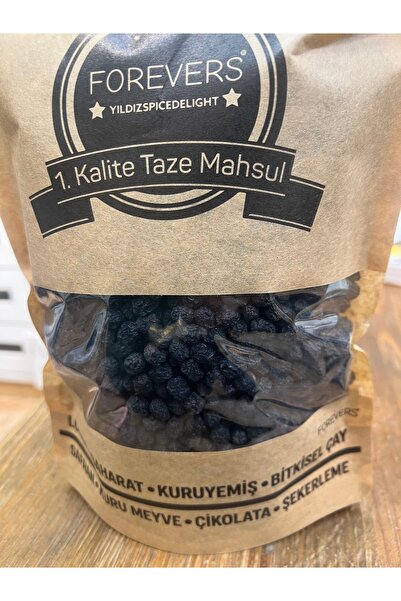 FOREVERS®
★ YILDIZSPICEDELIGHT ★
1. Kalite Taze Mahsul
FOREVERS®
BAHARAT • KURUYEMİŞ • BİTKİSEL ÇAY
KURU MEYVE • ÇİKOLATA • ŞEKERLEME